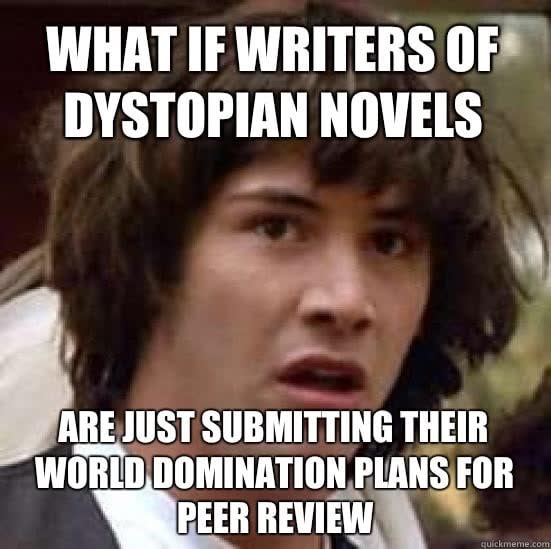 WHAT IF WRITERS OF
DYSTOPIAN NOVELS
ARE JUST SUBMITTING THEIR
WORLD DOMINATION PLANS FOR
PEER REVIEW
quickmeme.com